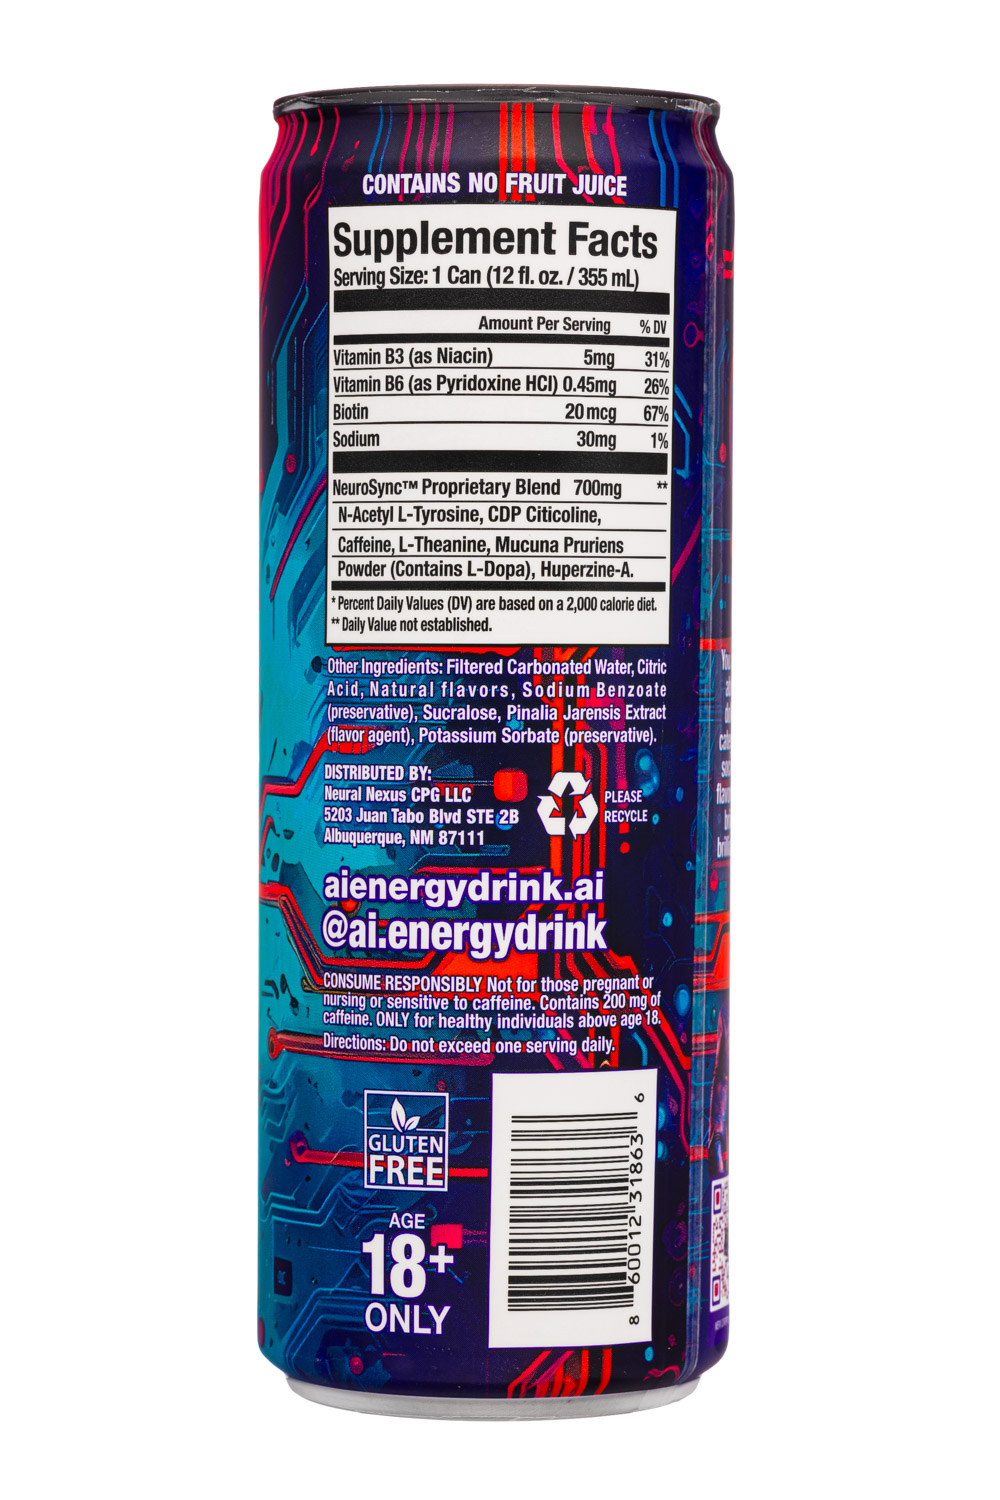 CONTAINS NO FRUIT JUICE
Supplement Facts
Serving Size: 1 Can (12 fl. oz. / 355 mL)
Amount Per Serving % DV
Vitamin B3 (as Niacin) 5mg 31%
Vitamin B6 (as Pyridoxine HCl) 0.45mg 26%
Biotin 20 mcg 67%
Sodium 30mg 1%
NeuroSync™ Proprietary Blend 700mg **
N-Acetyl L-Tyrosine, CDP Citicoline,
Caffeine, L-Theanine, Mucuna Pruriens
Powder (Contains L-Dopa), Huperzine-A.
* Percent Daily Values (DV) are based on a 2,000 calorie diet.
** Daily Value not established.
Other Ingredients: Filtered Carbonated Water, Citric
Acid, Natural flavors, Sodium Benzoate
(preservative), Sucralose, Pinalia Jarensis Extract
(flavor agent), Potassium Sorbate (preservative).
DISTRIBUTED BY:
Neural Nexus CPG LLC
5203 Juan Tabo Blvd STE 2B
Albuquerque, NM 87111
PLEASE
RECYCLE
aienergydrink.ai
@ai.energydrink
CONSUME RESPONSIBLY Not for those pregnant or
nursing or sensitive to caffeine. Contains 200 mg of
caffeine. ONLY for healthy individuals above age 18.
Directions: Do not exceed one serving daily.
GLUTEN
FREE
AGE
18+
ONLY
8 60012 31863 6